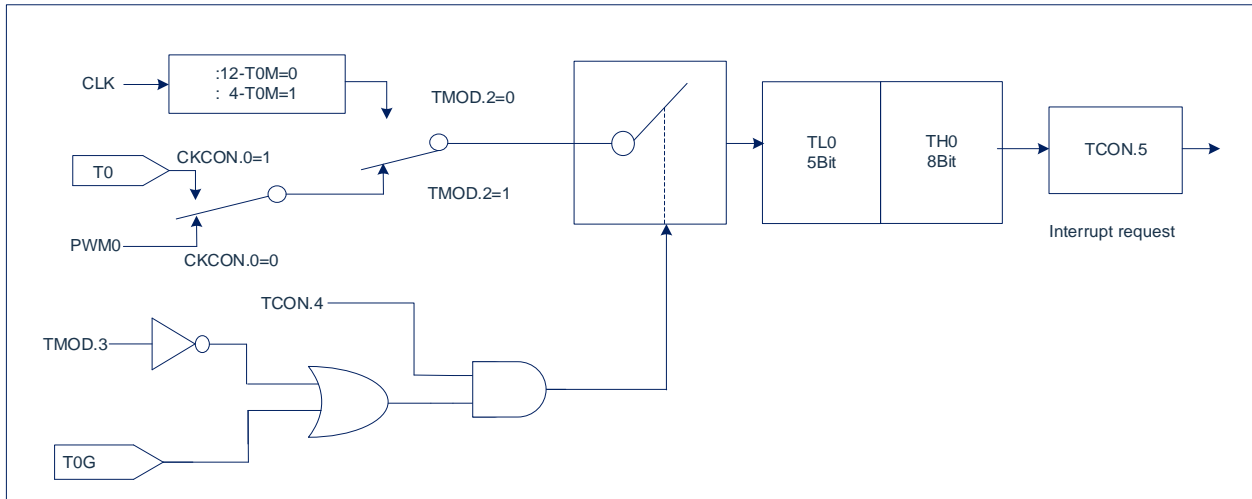 CLK
:12-T0M=0
: 4-T0M=1
TMOD.2=0
T0
CKCON.0=1
TMOD.2=1
PWM0
CKCON.0=0
TL0
5Bit
TH0
8Bit
TCON.5
Interrupt request
TCON.4
TMOD.3
T0G